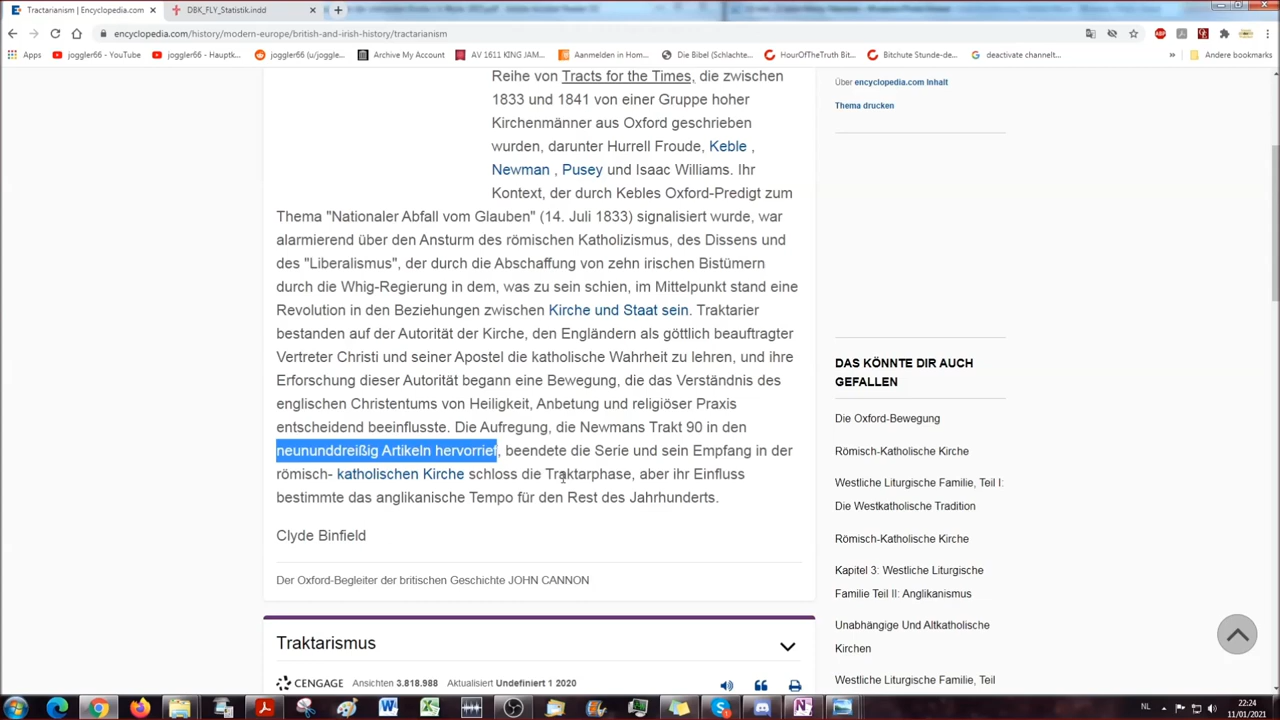 Tractarianism | Encyclopedia.com
DBK_FLY_Statistik.indd
encyclopedia.com/history/modern-europe/british-and-irish-history/tractarianism
Apps
joggler66 - YouTube
joggler66 - Hauptk...
joggler66 (u/joggle...
Archive My Account
AV 1611 KING JAM...
Aanmelden in Hom...
Die Bibel (Schlachte...
HourOfTheTruth Bit...
Bitchute Stunde-de...
deactivate channelt...
»
Andere bookmarks
Reihe von Tracts for the Times, die zwischen
1833 und 1841 von einer Gruppe hoher
Kirchenmänner aus Oxford geschrieben
wurden, darunter Hurrell Froude, Keble ,
Newman , Pusey und Isaac Williams. Ihr
Kontext, der durch Kebles Oxford-Predigt zum
Thema "Nationaler Abfall vom Glauben" (14. Juli 1833) signalisiert wurde, war
alarmierend über den Ansturm des römischen Katholizismus, des Dissens und
des "Liberalismus", der durch die Abschaffung von zehn irischen Bistümern
durch die Whig-Regierung in dem, was zu sein schien, im Mittelpunkt stand eine
Revolution in den Beziehungen zwischen Kirche und Staat sein. Traktarier
bestanden auf der Autorität der Kirche, den Engländern als göttlich beauftragter
Vertreter Christi und seiner Apostel die katholische Wahrheit zu lehren, und ihre
Erforschung dieser Autorität begann eine Bewegung, die das Verständnis des
englischen Christentums von Heiligkeit, Anbetung und religiöser Praxis
entscheidend beeinflusste. Die Aufregung, die Newmans Trakt 90 in den
neununddreißig Artikeln hervorrief, beendete die Serie und sein Empfang in der
römisch- katholischen Kirche schloss die Traktarphase, aber ihr Einfluss
bestimmte das anglikanische Tempo für den Rest des Jahrhunderts.
Clyde Binfield
Der Oxford-Begleiter der britischen Geschichte JOHN CANNON
Traktarismus
CENGAGE Ansichten 3.818.988 Aktualisiert Undefiniert 1 2020
Über encyclopedia.com Inhalt
Thema drucken
DAS KÖNNTE DIR AUCH
GEFALLEN
Die Oxford-Bewegung
Römisch-Katholische Kirche
Westliche Liturgische Familie, Teil I:
Die Westkatholische Tradition
Römisch-Katholische Kirche
Kapitel 3: Westliche Liturgische
Familie Teil II: Anglikanismus
Unabhängige Und Altkatholische
Kirchen
Westliche Liturgische Familie, Teil
NL
22:24
11/01/2021